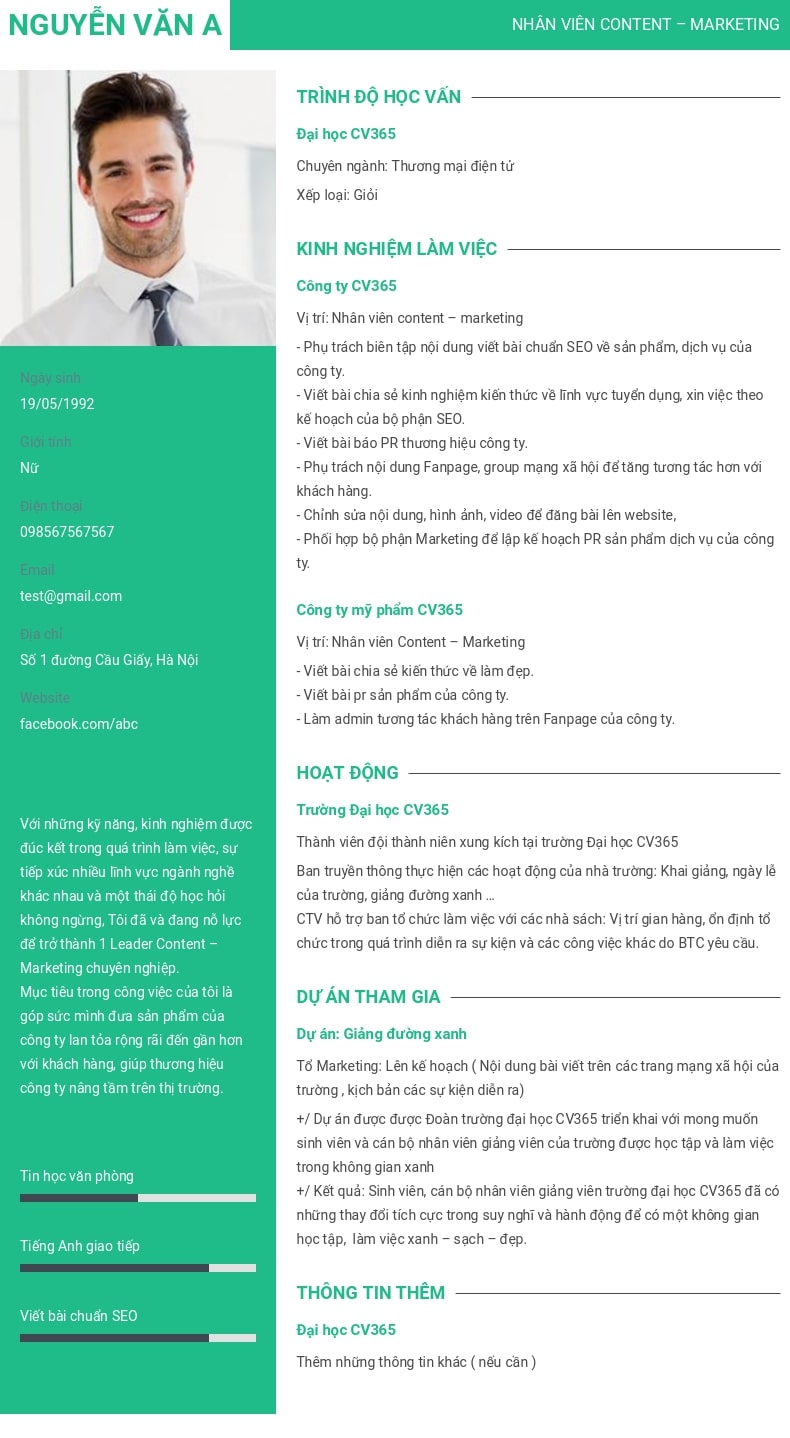 NGUYỄN VĂN A
NHÂN VIÊN CONTENT – MARKETING
Ngày sinh
19/05/1992
Giới tính
Nữ
Điện thoại
098567567567
Email
test@gmail.com
Địa chỉ
Số 1 đường Cầu Giấy, Hà Nội
Website
facebook.com/abc
Với những kỹ năng, kinh nghiệm được
đúc kết trong quá trình làm việc, sự
tiếp xúc nhiều lĩnh vực ngành nghề
khác nhau và một thái độ học hỏi
không ngừng, Tôi đã và đang nỗ lực
để trở thành 1 Leader Content –
Marketing chuyên nghiệp.
Mục tiêu trong công việc của tôi là
góp sức mình đưa sản phẩm của
công ty lan tỏa rộng rãi đến gần hơn
với khách hàng, giúp thương hiệu
công ty nâng tầm trên thị trường.
Tin học văn phòng
Tiếng Anh giao tiếp
Viết bài chuẩn SEO
TRÌNH ĐỘ HỌC VẤN
Đại học CV365
Chuyên ngành: Thương mại điện tử
Xếp loại: Giỏi
KINH NGHIỆM LÀM VIỆC
Công ty CV365
Vị trí: Nhân viên content – marketing
- Phụ trách biên tập nội dung viết bài chuẩn SEO về sản phẩm, dịch vụ của
công ty.
- Viết bài chia sẻ kinh nghiệm kiến thức về lĩnh vực tuyển dụng, xin việc theo
kế hoạch của bộ phận SEO.
- Viết bài báo PR thương hiệu công ty.
- Phụ trách nội dung Fanpage, group mạng xã hội để tăng tương tác hơn với
khách hàng.
- Chỉnh sửa nội dung, hình ảnh, video để đăng bài lên website,
- Phối hợp bộ phận Marketing để lập kế hoạch PR sản phẩm dịch vụ của công
ty.
Công ty mỹ phẩm CV365
Vị trí: Nhân viên Content – Marketing
- Viết bài chia sẻ kiến thức về làm đẹp.
- Viết bài pr sản phẩm của công ty.
- Làm admin tương tác khách hàng trên Fanpage của công ty.
HOẠT ĐỘNG
Trường Đại học CV365
Thành viên đội thành niên xung kích tại trường Đại học CV365
Ban truyền thông thực hiện các hoạt động của nhà trường: Khai giảng, ngày lễ
của trường, giảng đường xanh …
CTV hỗ trợ ban tổ chức làm việc với các nhà sách: Vị trí gian hàng, ổn định tổ
chức trong quá trình diễn ra sự kiện và các công việc khác do BTC yêu cầu.
DỰ ÁN THAM GIA
Dự án: Giảng đường xanh
Tổ Marketing: Lên kế hoạch ( Nội dung bài viết trên các trang mạng xã hội của
trường , kịch bản các sự kiện diễn ra)
+/ Dự án được được Đoàn trường đại học CV365 triển khai với mong muốn
sinh viên và cán bộ nhân viên giảng viên của trường được học tập và làm việc
trong không gian xanh
+/ Kết quả: Sinh viên, cán bộ nhân viên giảng viên trường đại học CV365 đã có
những thay đổi tích cực trong suy nghĩ và hành động để có một không gian
học tập, làm việc xanh – sạch – đẹp.
THÔNG TIN THÊM
Đại học CV365
Thêm những thông tin khác ( nếu cần )